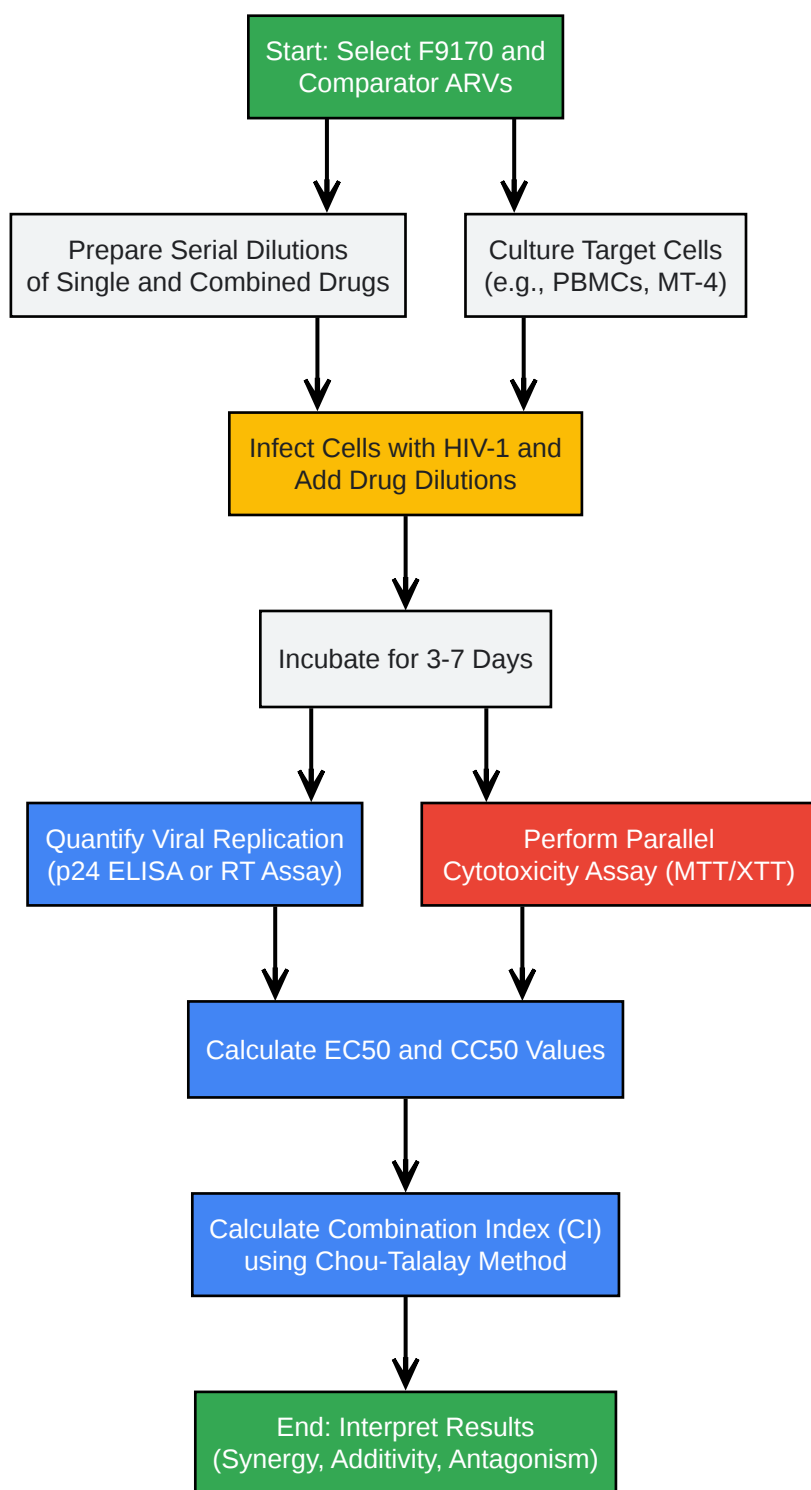 Start: Select F9170 and
Comparator ARVs
Prepare Serial Dilutions
of Single and Combined Drugs
Culture Target Cells
(e.g., PBMCs, MT-4)
Infect Cells with HIV-1 and
Add Drug Dilutions
Incubate for 3-7 Days
Quantify Viral Replication
(p24 ELISA or RT Assay)
Perform Parallel
Cytotoxicity Assay (MTT/XTT)
Calculate EC50 and CC50 Values
Calculate Combination Index (CI)
using Chou-Talalay Method
End: Interpret Results
(Synergy, Additivity, Antagonism)